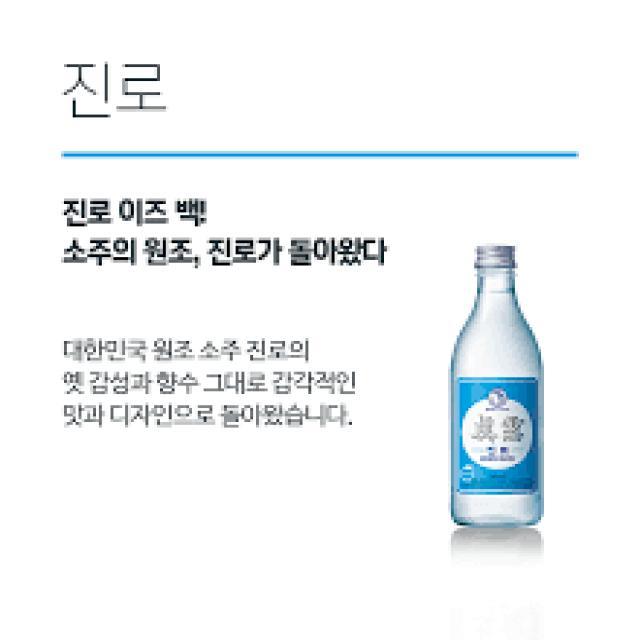 진로
진로 이즈 백!
소주의 원조, 진로가 돌아왔다
대한민국 원조 소주 진로의
옛 감성과 향수 그대로 감각적인
맛과 디자인으로 돌아왔습니다.